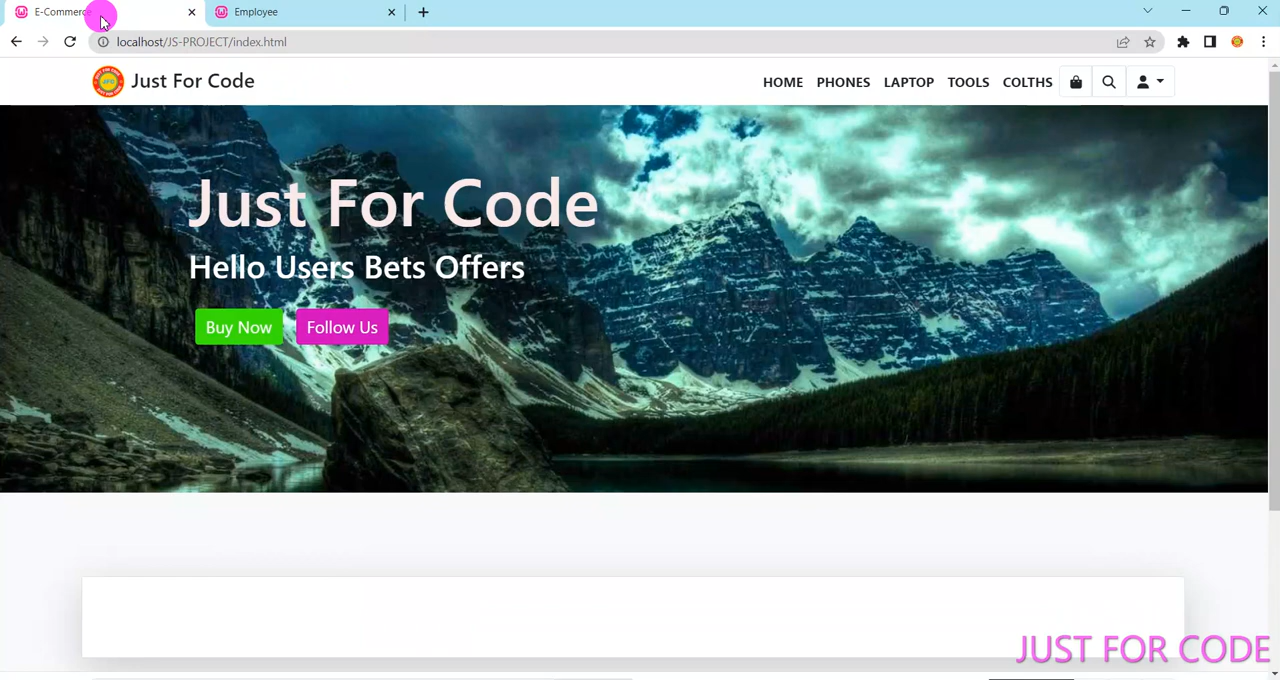 E-Commerce
Employee
localhost/JS-PROJECT/index.html
Just For Code
HOME PHONES LAPTOP TOOLS COLTHS
Just For Code
Hello Users Bets Offers
Buy Now Follow Us
JUST FOR CODE